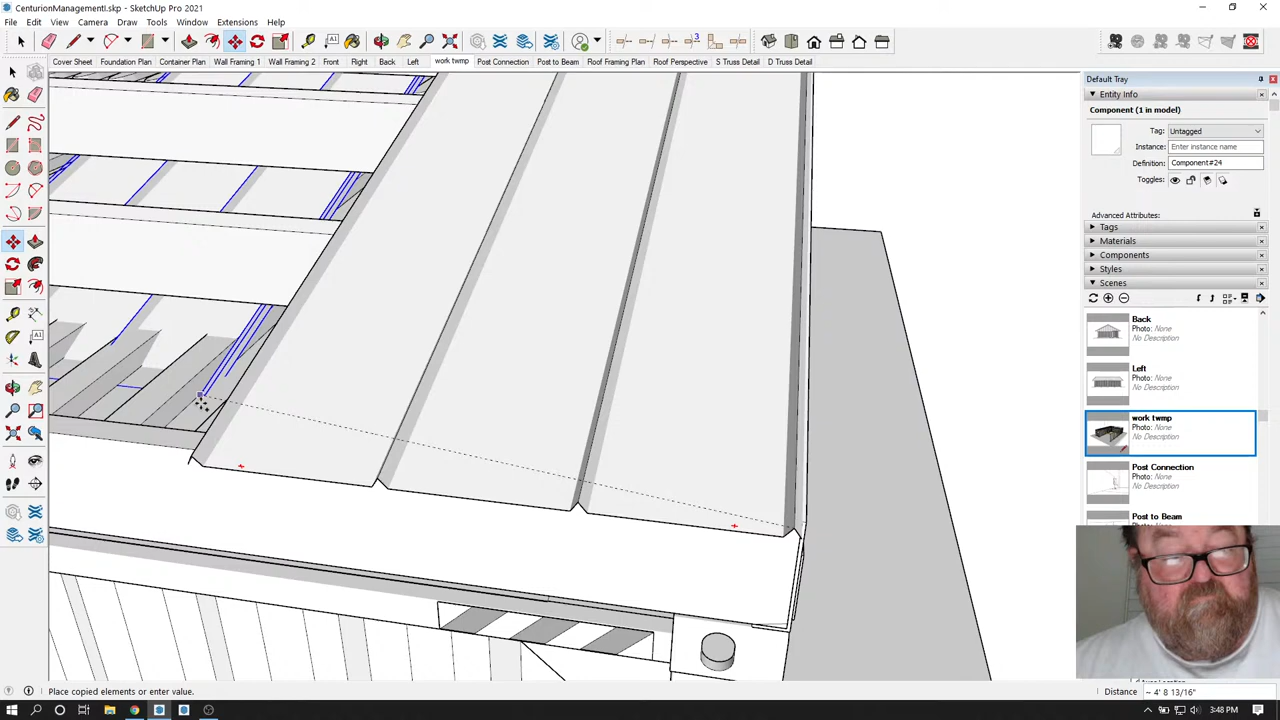 CenturionManagementI.skp - SketchUp Pro 2021
File Edit View Camera Draw Tools Window Extensions Help
Cover Sheet Foundation Plan Container Plan Wall Framing 1 Wall Framing 2 Front Right Back Left work twmp Post Connection Post to Beam Roof Framing Plan Roof Perspective S Truss Detail D Truss Detail
Default Tray
Entity Info
Component (1 in model)
Tag: Untagged
Instance: Enter instance name
Definition: Component#24
Toggles:
Advanced Attributes:
Tags
Materials
Components
Styles
Scenes
Back
Photo: None
No Description
Left
Photo: None
No Description
work twmp
Photo: None
No Description
Post Connection
Photo: None
No Description
Post to Beam
Place copied elements or enter value.
Distance ~ 4' 8 13/16"
3:48 PM